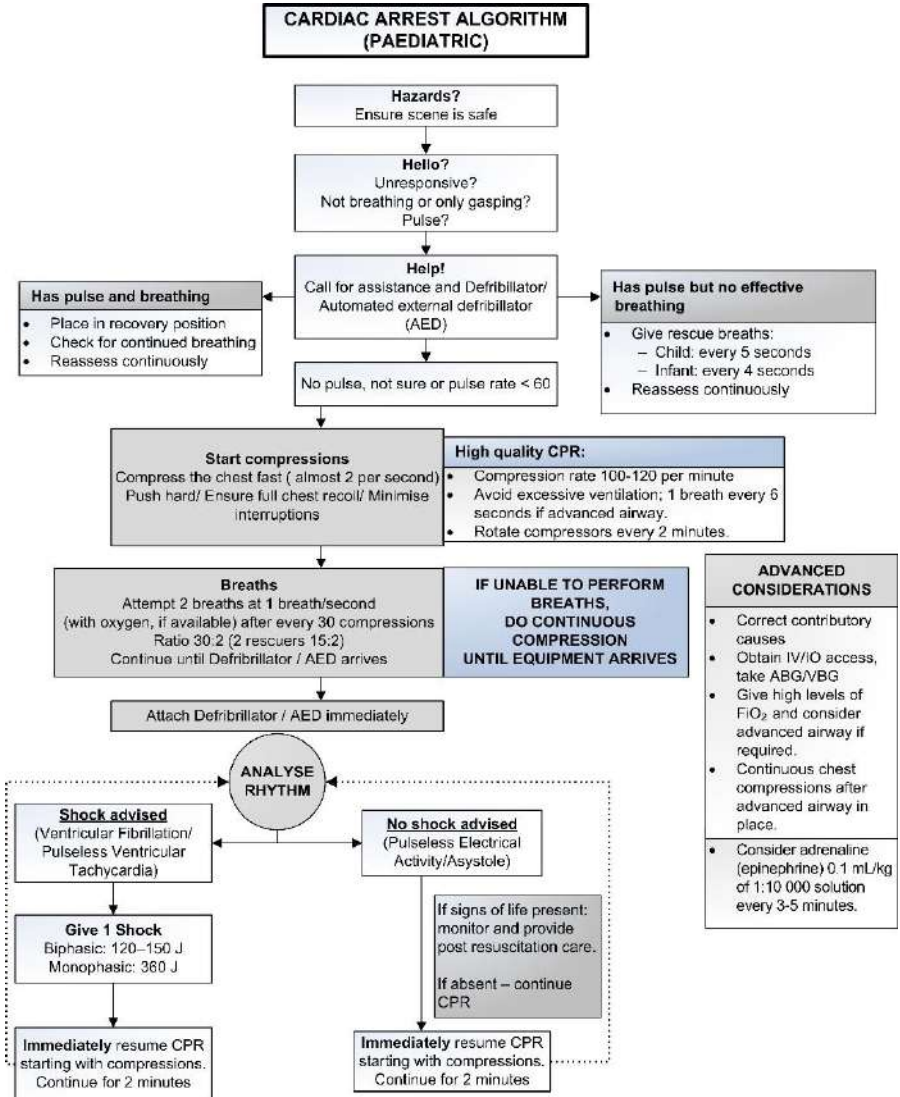 CARDIAC ARREST ALGORITHM
(PAEDIATRIC)
Hazards?
Ensure scene is safe
Hello?
Unresponsive?
Not breathing or only gasping?
Pulse?
Help!
Call for assistance and Defribillator/
Automated external defribillator
(AED)
Has pulse and breathing
• Place in recovery position
• Check for continued breathing
• Reassess continuously
Has pulse but no effective
breathing
• Give rescue breaths:
– Child: every 5 seconds
– Infant: every 4 seconds
• Reassess continuously
No pulse, not sure or pulse rate < 60
Start compressions
Compress the chest fast ( almost 2 per second)
Push hard/ Ensure full chest recoil/ Minimise
interruptions
High quality CPR:
• Compression rate 100-120 per minute
• Avoid excessive ventilation; 1 breath every 6
seconds if advanced airway.
• Rotate compressors every 2 minutes.
Breaths
Attempt 2 breaths at 1 breath/second
(with oxygen, if available) after every 30 compressions
Ratio 30:2 (2 rescuers 15:2)
Continue until Defribillator / AED arrives
IF UNABLE TO PERFORM
BREATHS,
DO CONTINUOUS
COMPRESSION
UNTIL EQUIPMENT ARRIVES
Attach Defribrillator / AED immediately
ADVANCED
CONSIDERATIONS
• Correct contributory
causes
• Obtain IV/IO access,
take ABG/VBG
• Give high levels of
FiO₂ and consider
advanced airway if
required.
• Continuous chest
compressions after
advanced airway in
place.
• Consider adrenaline
(epinephrine) 0.1 mL/kg
of 1:10 000 solution
every 3-5 minutes.
ANALYSE
RHYTHM
Shock advised
(Ventricular Fibrillation/
Pulseless Ventricular
Tachycardia)
No shock advised
(Pulseless Electrical
Activity/Asystole)
Give 1 Shock
Biphasic: 120–150 J
Monophasic: 360 J
If signs of life present:
monitor and provide
post resuscitation care.
If absent – continue
CPR
Immediately resume CPR
starting with compressions.
Continue for 2 minutes
Immediately resume CPR
starting with compressions.
Continue for 2 minutes